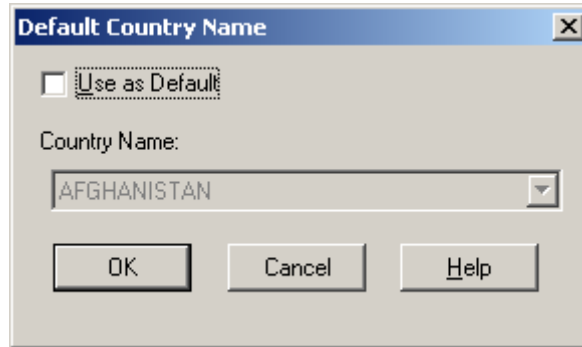 Default Country Name
Use as Default
Country Name:
AFGHANISTAN
OK Cancel Help